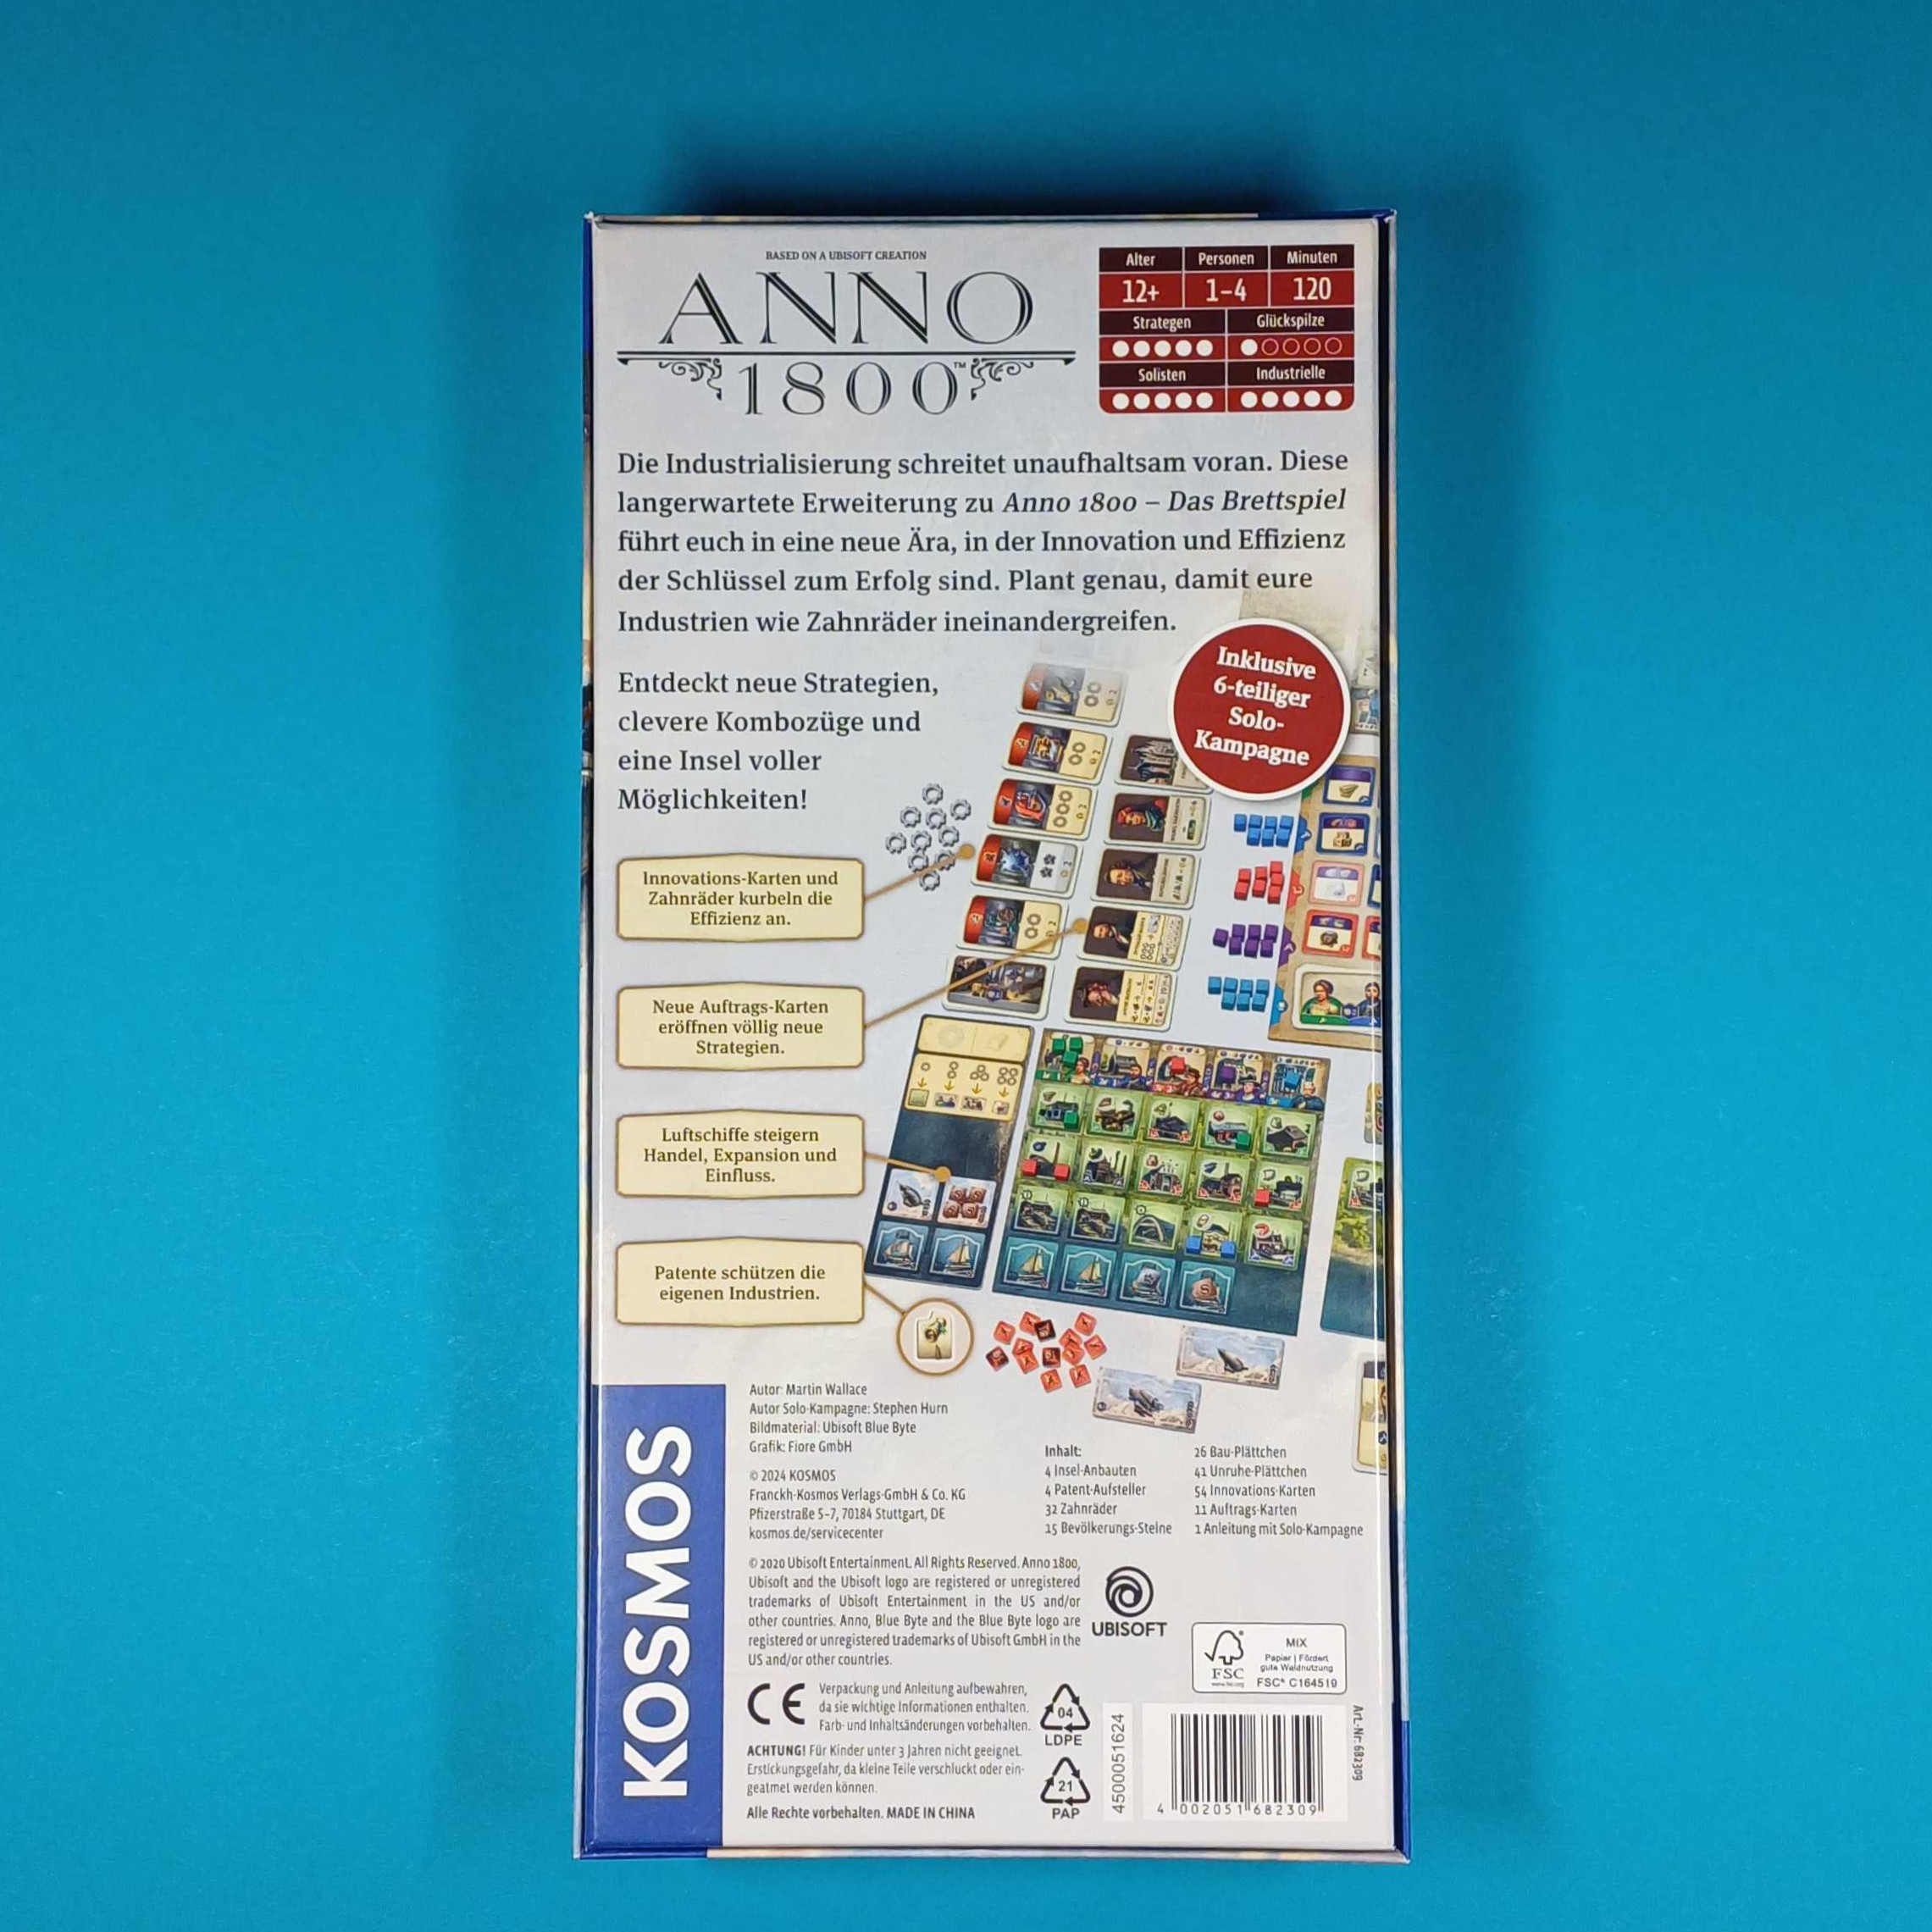 BASED ON A UBISOFT CREATION
ANNO
1800™
Alter Personen Minuten
12+ 1–4 120
Strategen Glückspilze
Solisten Industrielle
Die Industrialisierung schreitet unaufhaltsam voran. Diese
langerwartete Erweiterung zu Anno 1800 – Das Brettspiel
führt euch in eine neue Ära, in der Innovation und Effizienz
der Schlüssel zum Erfolg sind. Plant genau, damit eure
Industrien wie Zahnräder ineinandergreifen.
Inklusive
6-teiliger
Solo-
Kampagne
Entdeckt neue Strategien,
clevere Kombozüge und
eine Insel voller
Möglichkeiten!
Innovations-Karten und
Zahnräder kurbeln die
Effizienz an.
Neue Auftrags-Karten
eröffnen völlig neue
Strategien.
Luftschiffe steigern
Handel, Expansion und
Einfluss.
Patente schützen die
eigenen Industrien.
KOSMOS
Autor: Martin Wallace
Autor Solo-Kampagne: Stephen Hurn
Bildmaterial: Ubisoft Blue Byte
Grafik: Fiore GmbH
© 2024 KOSMOS
Franckh-Kosmos Verlags-GmbH & Co. KG
Pfizerstraße 5-7, 70184 Stuttgart, DE
kosmos.de/servicecenter
Inhalt:
4 Insel-Anbauten
4 Patent-Aufsteller
32 Zahnräder
15 Bevölkerungs-Steine
26 Bau-Plättchen
41 Unruhe-Plättchen
54 Innovations-Karten
11 Auftrags-Karten
1 Anleitung mit Solo-Kampagne
© 2020 Ubisoft Entertainment. All Rights Reserved. Anno 1800,
Ubisoft and the Ubisoft logo are registered or unregistered
trademarks of Ubisoft Entertainment in the US and/or
other countries. Anno, Blue Byte and the Blue Byte logo are
registered or unregistered trademarks of Ubisoft GmbH in the
US and/or other countries.
UBISOFT
FSC
www.fsc.org
MIX
Papier | Fördert
gute Waldnutzung
FSC® C164519
CE
Verpackung und Anleitung aufbewahren,
da sie wichtige Informationen enthalten.
Farb- und Inhaltsänderungen vorbehalten.
ACHTUNG! Für Kinder unter 3 Jahren nicht geeignet.
Erstickungsgefahr, da kleine Teile verschluckt oder ein-
geatmet werden können.
Alle Rechte vorbehalten. MADE IN CHINA
04
LDPE
21
PAP
4500051624
4 002051 682309
Art.-Nr: 682309